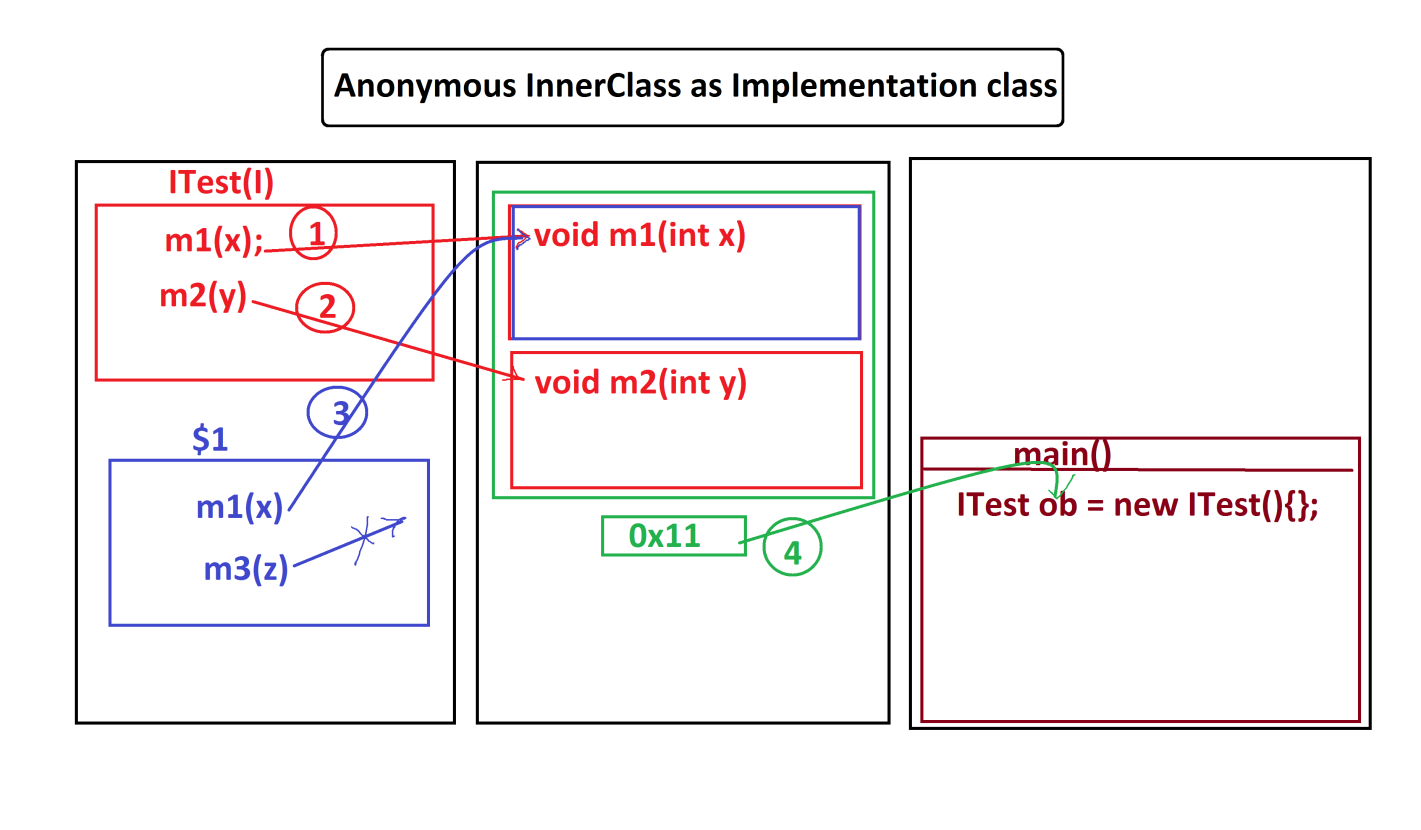 Anonymous InnerClass as Implementation class
ITest(I)
m1(x);
1
m2(y)
2
3
$1
m1(x)
m3(z)
void m1(int x)
void m2(int y)
0x11
4
main()
ITest ob = new ITest(){};